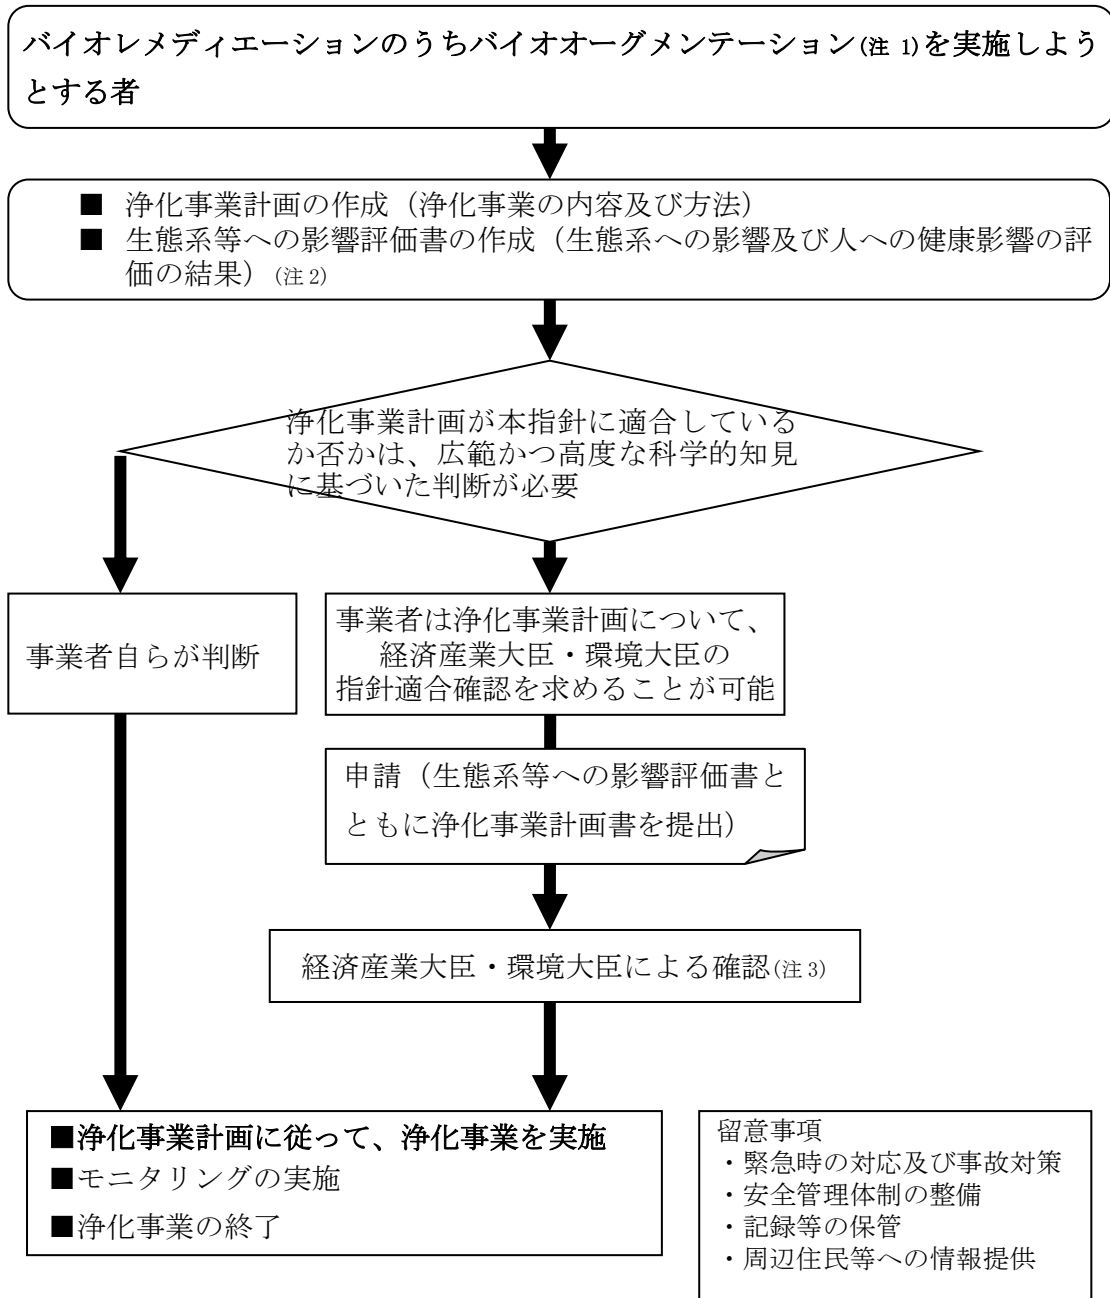 バイオレメディエーションのうちバイオオーグメンテーション(注 1)を実施しよう
とする者
■ 浄化事業計画の作成（浄化事業の内容及び方法）
■ 生態系等への影響評価書の作成（生態系への影響及び人への健康影響の評
価の結果）(注 2)
浄化事業計画が本指針に適合している
か否かは、広範かつ高度な科学的知見
に基づいた判断が必要
事業者自らが判断
事業者は浄化事業計画について、
経済産業大臣・環境大臣の
指針適合確認を求めることが可能
申請（生態系等への影響評価書と
ともに浄化事業計画書を提出）
経済産業大臣・環境大臣による確認(注 3)
■浄化事業計画に従って、浄化事業を実施
■モニタリングの実施
■浄化事業の終了
留意事項
・緊急時の対応及び事故対策
・安全管理体制の整備
・記録等の保管
・周辺住民等への情報提供